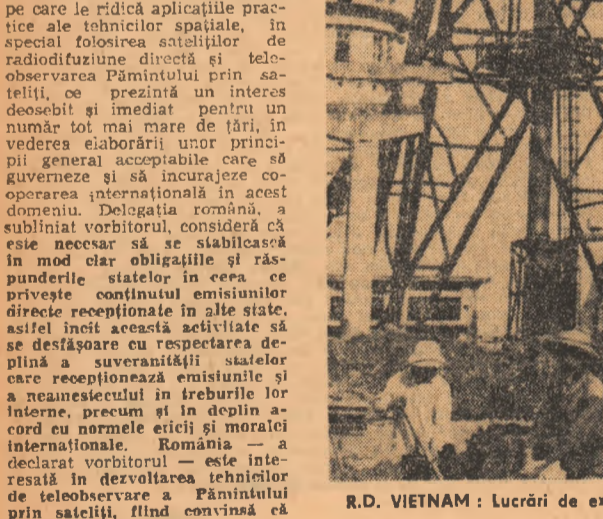 pe care le ridică aplicațiile prac-
tice ale tehnicilor spațiale, în
special folosirea sateliților de
radiodifuziune directă și tele-
observarea Pămîntului prin sa-
teliți, ce prezintă un interes
deosebit și imediat pentru un
număr tot mai mare de țări, în
vederea elaborării unor princi-
pii general acceptabile care să
guverneze și să incurajeze co-
operarea internațională in acest
domeniu. Delegația română, a
subliniat vorbitorul, consideră că
este necesar să se stabilească
în mod clar obligațiile și răs-
punderile statelor in ceea ce
privește conținutul emisiunilor
directe recepționate în alte state,
astfel incit această activitate să
se desfășoare cu respectarea de-
plină a suveranității statelor
care recepționează emisiunile și
a neamestecului in treburile lor
interne, precum și in deplin a-
cord cu normele eticii și moralei
internaționale. România — a
declarat vorbitorul — este inte-
resată in dezvoltarea tehnicilor
de teleobservare a Pămîntului
prin sateliți, fiind convinsă că
R.D. VIETNAM : Lucrări de ex